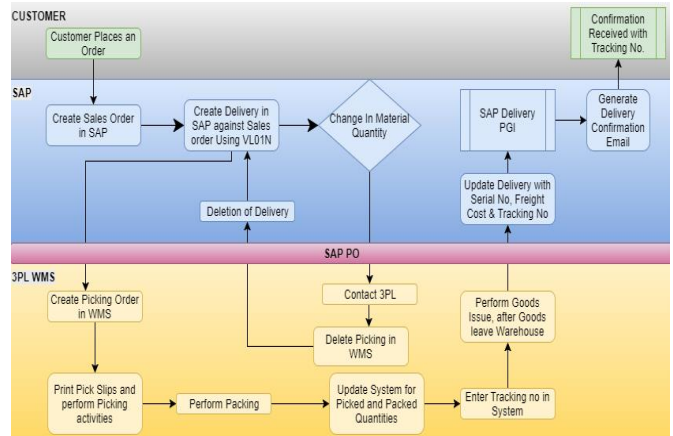 CUSTOMER
Customer Places an
Order
Confirmation
Received with
Tracking No.
SAP
Create Sales Order
in SAP
Create Delivery in
SAP against Sales
order Using VL01N
Change In Material
Quantity
SAP Delivery
PGI
Generate
Delivery
Confirmation
Email
Deletion of Delivery
Update Delivery with
Serial No, Freight
Cost & Tracking No
SAP PO
3PL WMS
Create Picking Order
in WMS
Contact 3PL
Delete Picking in
WMS
Perform Goods
Issue, after Goods
leave Warehouse
Print Pick Slips and
perform Picking
activities
Perform Packing
Update System for
Picked and Packed
Quantities
Enter Tracking no in
System